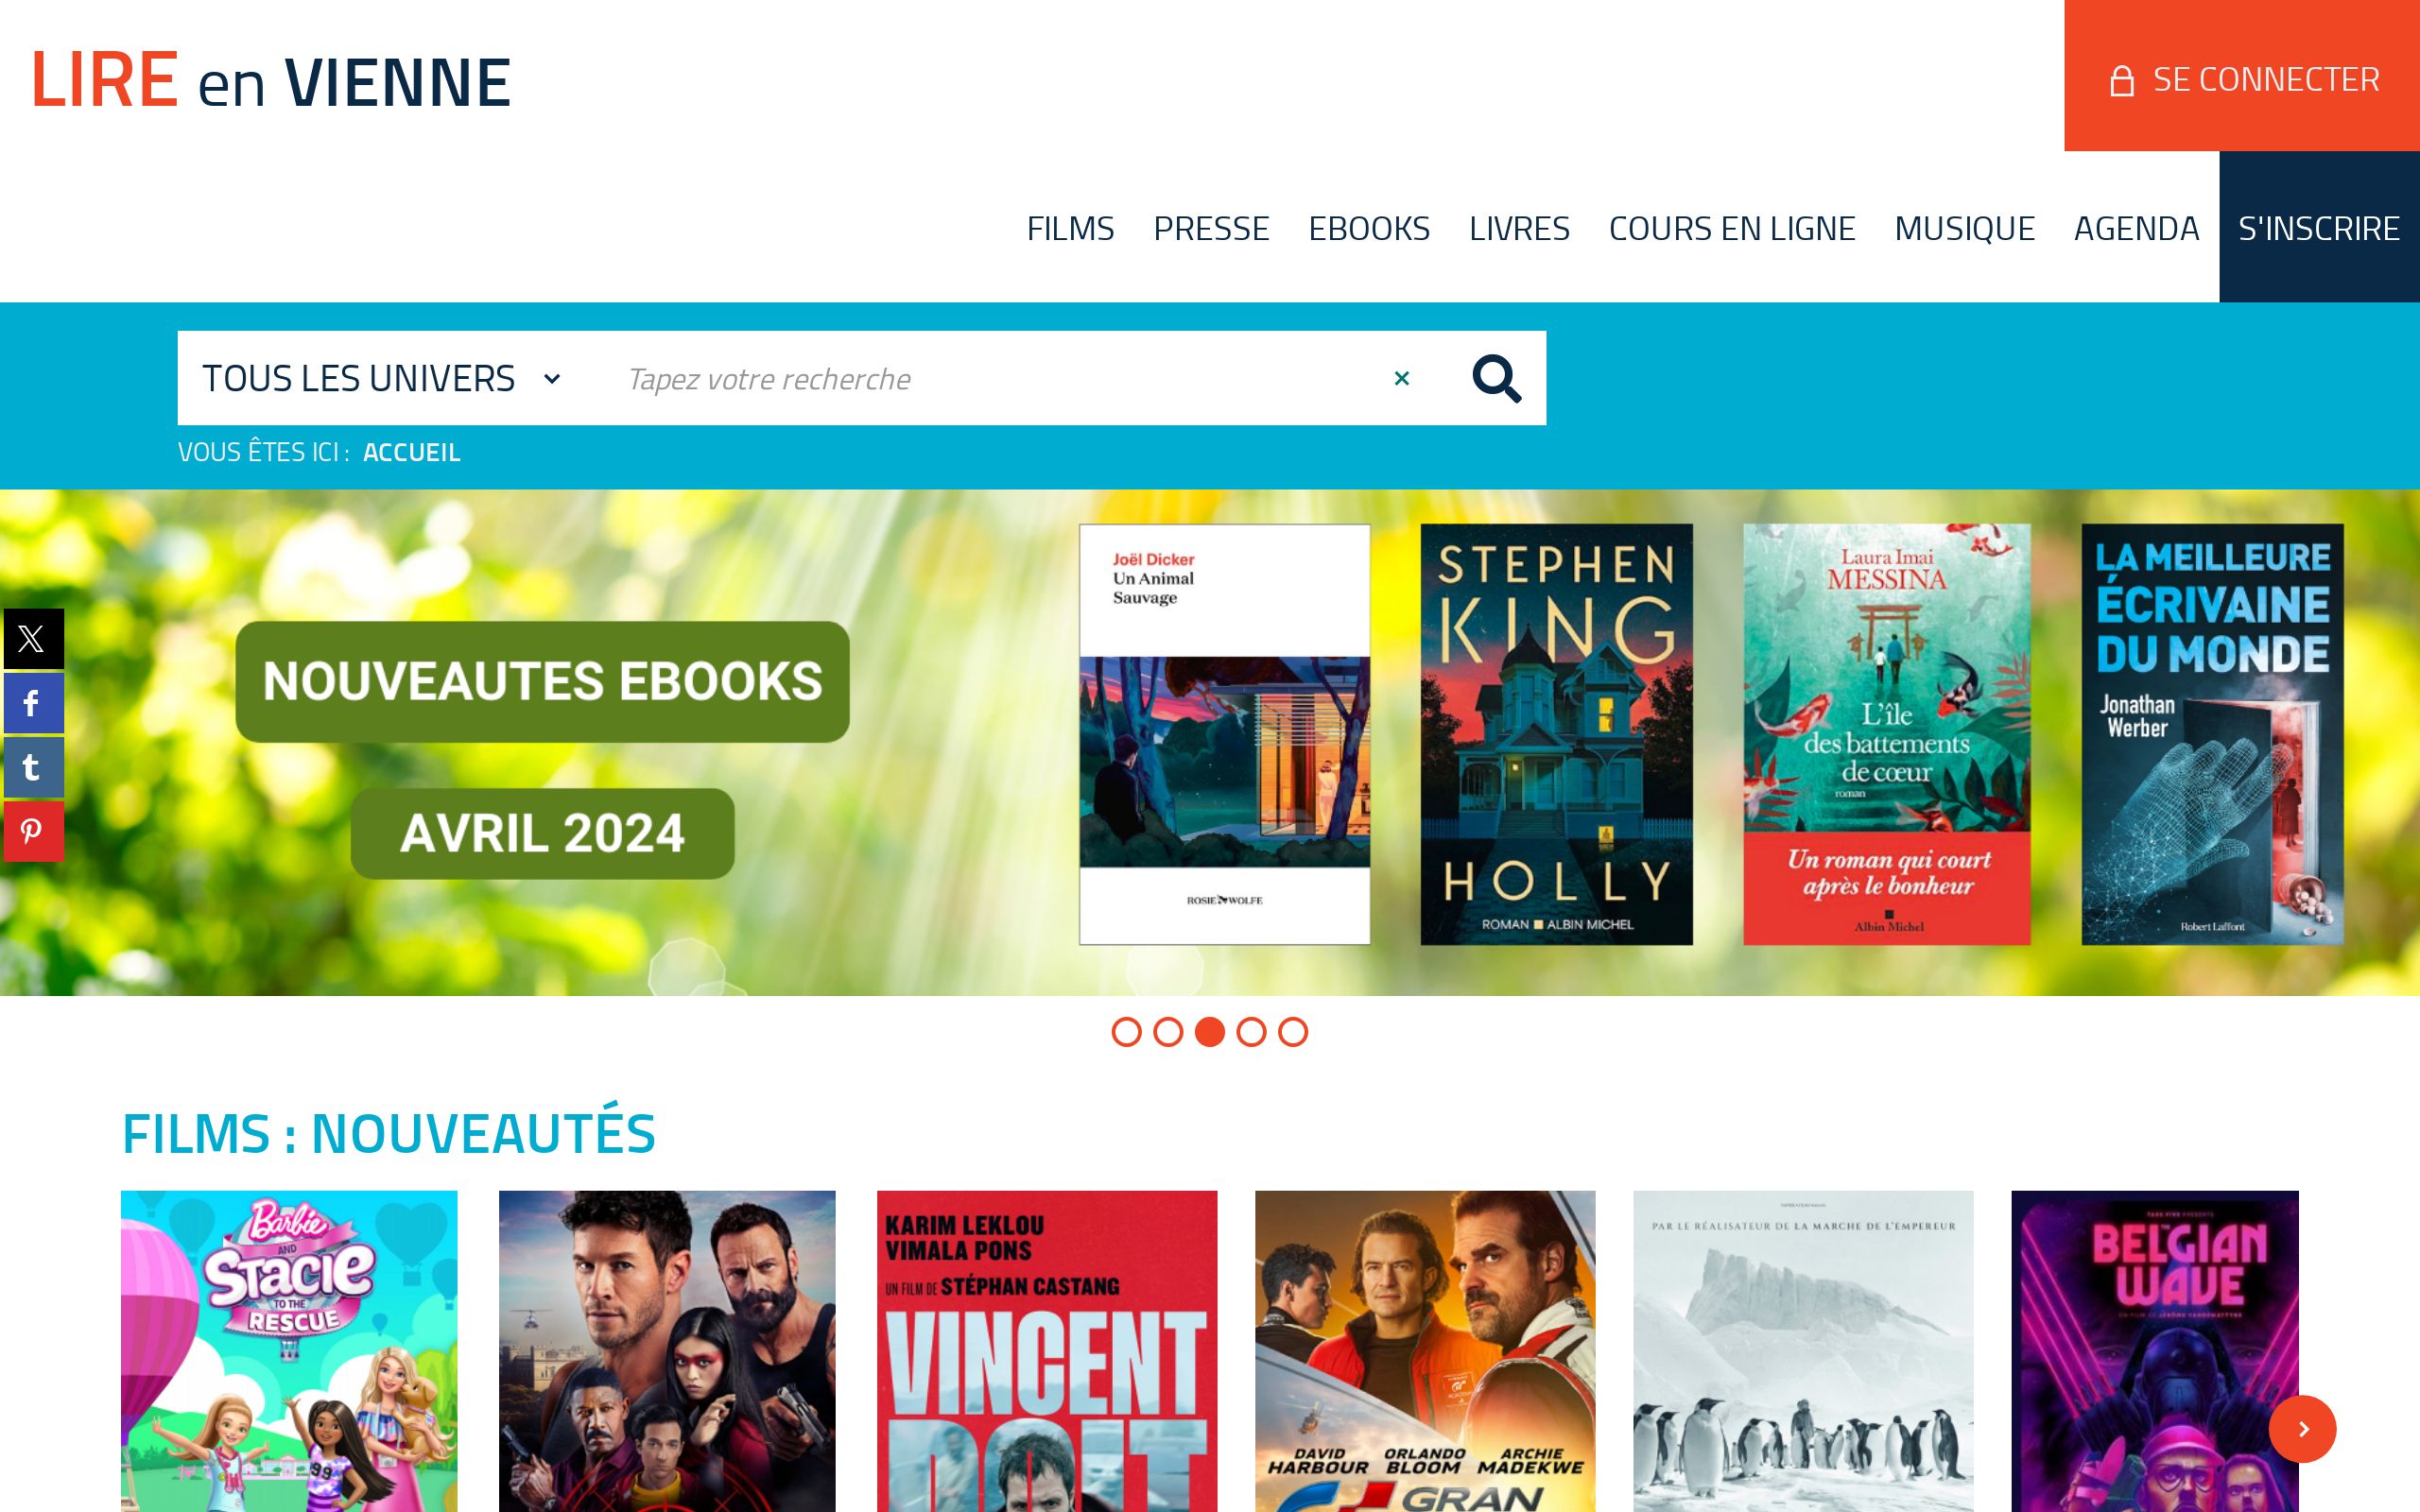 LIRE en VIENNE
SE CONNECTER
FILMS PRESSE EBOOKS LIVRES COURS EN LIGNE MUSIQUE AGENDA S'INSCRIRE
TOUS LES UNIVERS Tapez votre recherche
VOUS ÊTES ICI : ACCUEIL
NOUVEAUTES EBOOKS
AVRIL 2024
Joël Dicker
Un Animal
Sauvage
ROSIE WOLFE
STEPHEN
KING
HOLLY
ROMAN ALBIN MICHEL
Laura Imai
MESSINA
L'île
des battements
de cœur
roman
Un roman qui court
après le bonheur
Albin Michel
LA MEILLEURE
ÉCRIVAINE
DU MONDE
Jonathan
Werber
Robert Laffont
FILMS : NOUVEAUTÉS
Barbie
AND
Stacie
TO THE
RESCUE
99
KARIM LEKLOU
VIMALA PONS
UN FILM DE STÉPHAN CASTANG
VINCENT
DOIT
DAVID HARBOUR
ORLANDO BLOOM
ARCHIE MADEKWE
GRAN
PAR LE RÉALISATEUR DE LA MARCHE DE L'EMPEREUR
THE
BELGIAN
WAVE